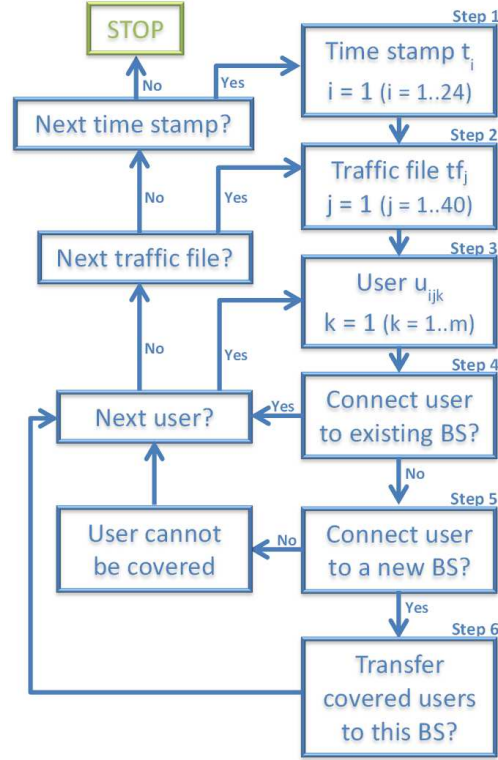 STOP
Step 1
Time stamp t_i
i = 1 (i = 1..24)
No
Yes
Next time stamp?
Step 2
Traffic file tf_j
j = 1 (j = 1..40)
No
Yes
Next traffic file?
Step 3
User u_ijk
k = 1 (k = 1..m)
No
Yes
Step 4
Next user?
Yes
Connect user
to existing BS?
No
Step 5
User cannot
be covered
No
Connect user
to a new BS?
Yes
Step 6
Transfer
covered users
to this BS?